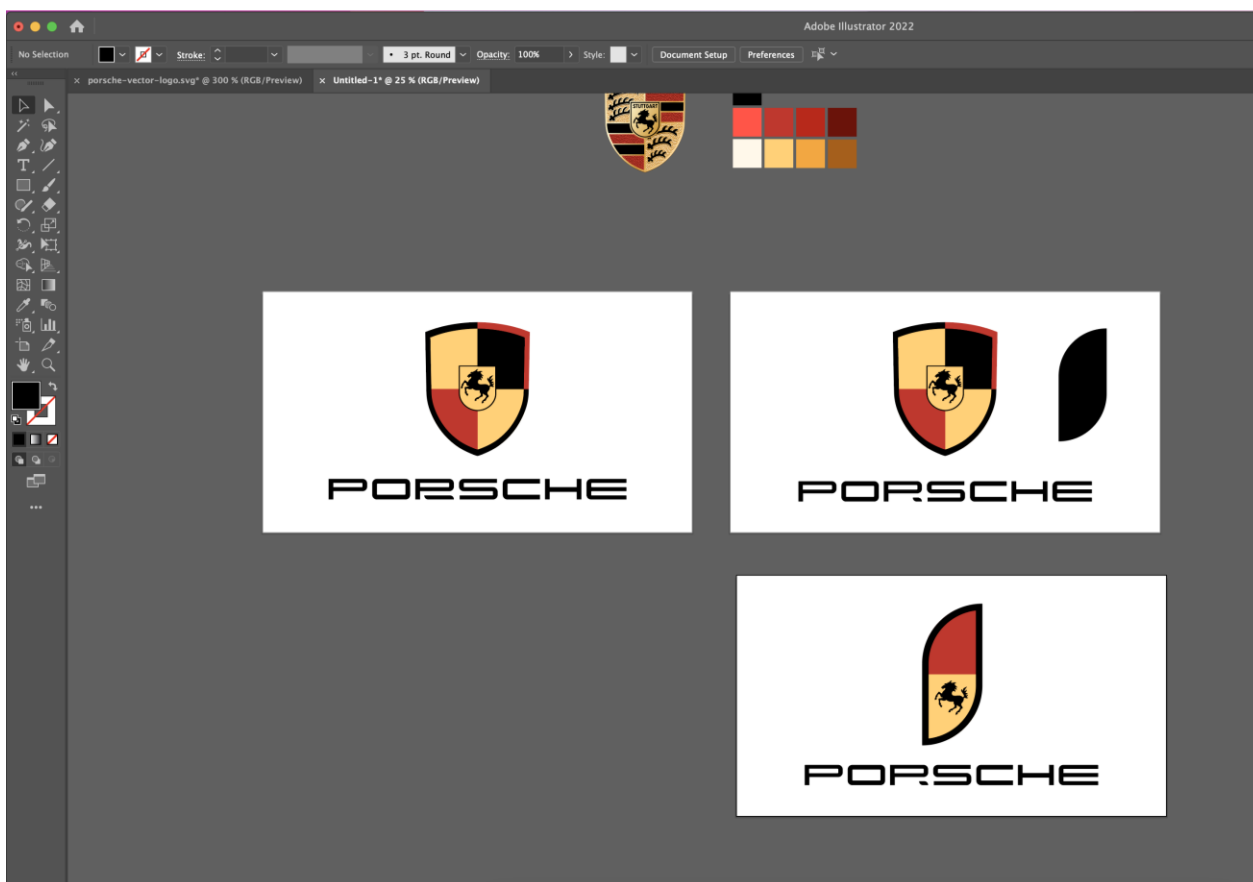 Adobe Illustrator 2022
No Selection Stroke: 3 pt. Round Opacity: 100% Style: Document Setup Preferences
porsche-vector-logo.svg* @ 300 % (RGB/Preview) Untitled-1* @ 25 % (RGB/Preview)
STUTTGART
PORSCHE
PORSCHE
PORSCHE